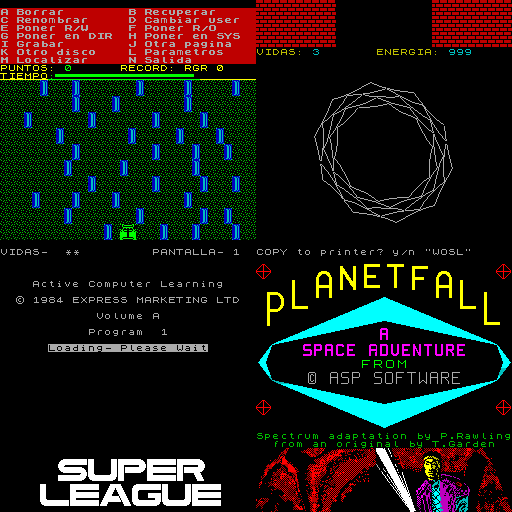 A Borrar B Recuperar
C Renombrar D Cambiar user
E Poner R/W F Poner R/O
G Poner en DIR H Poner en SYS
I Grabar J Otra pagina
K Otro disco L Parametros
M Localizar N Salida
PUNTOS: 0 RECORD: RGR 0
TIEMPO:
VIDAS- ** PANTALLA- 1
VIDAS: 3 ENERGIA: 999
COPY to printer? y/n "WOSL"
Active Computer Learning
© 1984 EXPRESS MARKETING LTD
Volume A
Program 1
Loading- Please Wait
PLANETFALL
A
SPACE ADVENTURE
FROM
© ASP SOFTWARE
Spectrum adaptation by P.Rawling
from an original by T.Garden
SUPER
LEAGUE